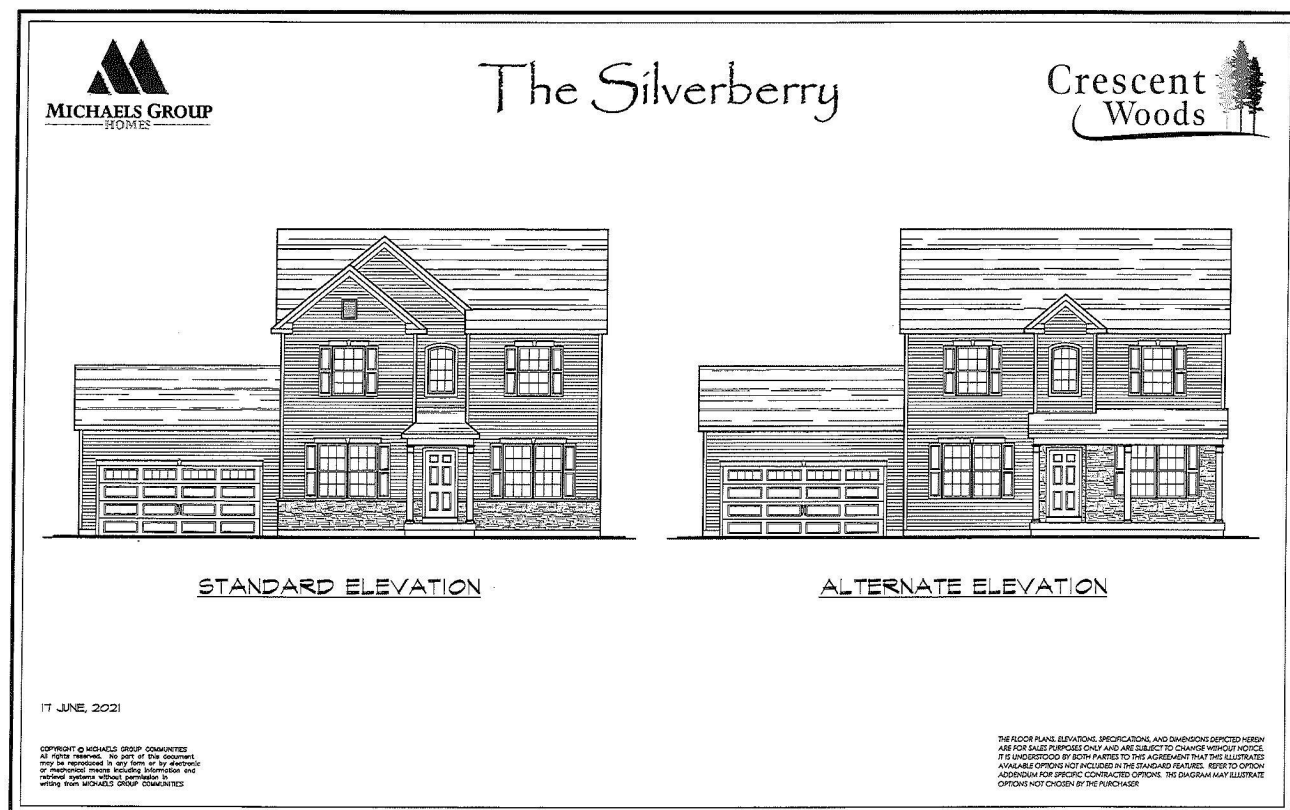 MICHAELS GROUP
HOMES
The Silverberry
Crescent
Woods
STANDARD ELEVATION
ALTERNATE ELEVATION
17 JUNE, 2021
COPYRIGHT © MICHAELS GROUP COMMUNITIES
All rights reserved. No part of this document
may be reproduced in any form or by electronic
or mechanical means including information and
retrieval systems without permission in
writing from MICHAELS GROUP COMMUNITIES
THE FLOOR PLANS, ELEVATIONS, SPECIFICATIONS, AND DIMENSIONS DEPICTED HEREIN
ARE FOR SALES PURPOSES ONLY AND ARE SUBJECT TO CHANGE WITHOUT NOTICE.
IT IS UNDERSTOOD BY BOTH PARTIES TO THIS AGREEMENT THAT THIS ILLUSTRATES
AVAILABLE OPTIONS NOT INCLUDED IN THE STANDARD FEATURES. REFER TO OPTION
ADDENDUM FOR SPECIFIC CONTRACTED OPTIONS. THS DIAGRAM MAY ILLUSTRATE
OPTIONS NOT CHOSEN BY THE PURCHASER